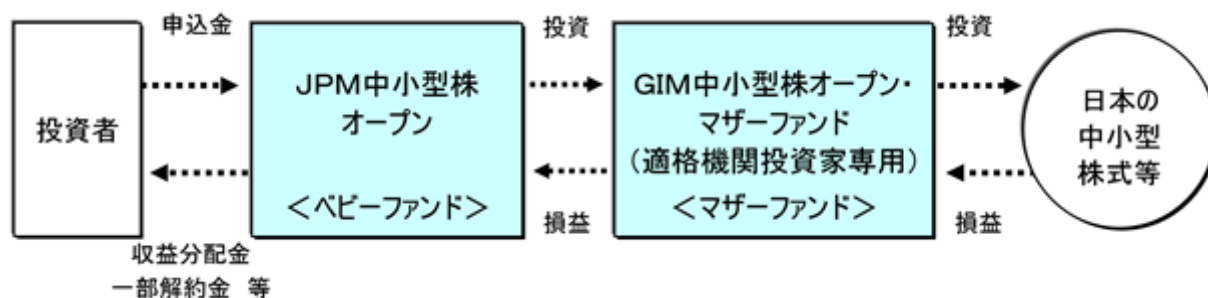 申込金
投資
投資
投資者
JPM中小型株
オープン
<ベビーファンド>
GIM中小型株オープン・
マザーファンド
(適格機関投資家専用)
<マザーファンド>
日本の
中小型
株式等
損益
損益
収益分配金
一部解約金 等